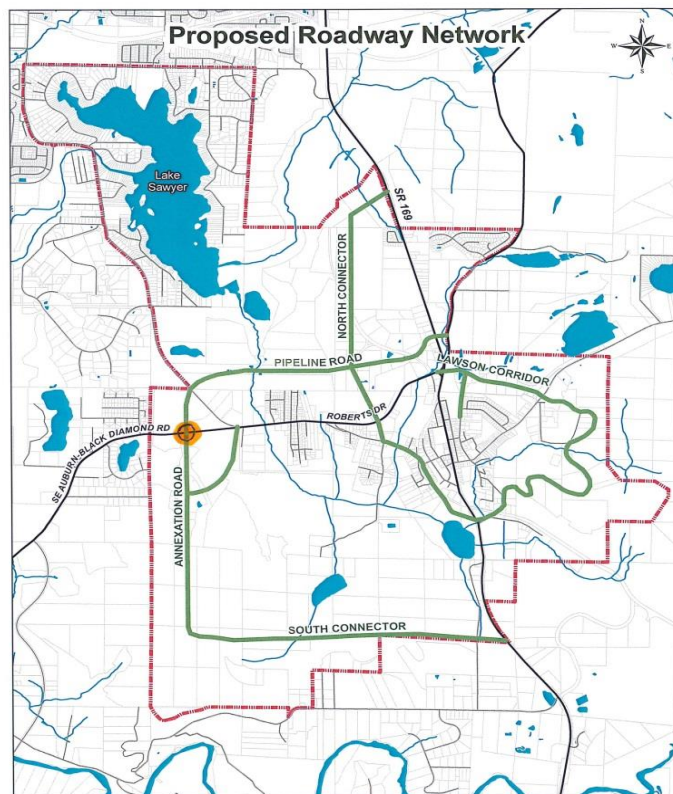 Proposed Roadway Network
N
W E
S
Lake
Sawyer
SR 169
NORTH CONNECTOR
PIPELINE ROAD
LAWSON CORRIDOR
ROBERTS DR
SE AUBURN-BLACK DIAMOND RD
ANNEXATION ROAD
SOUTH CONNECTOR